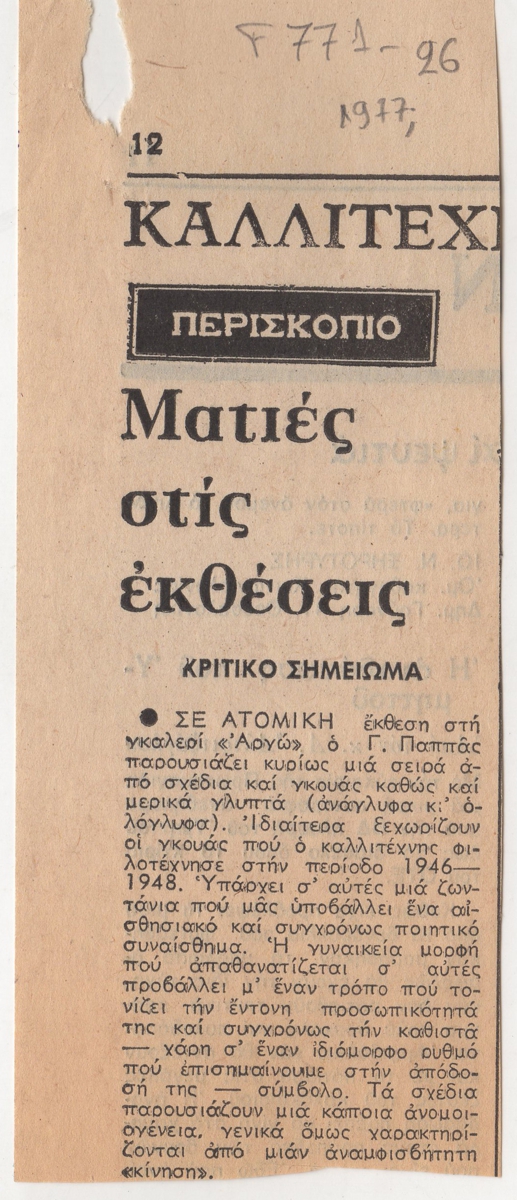 F 771-26
1977;
12
ΚΑΛΛΙΤΕΧΝ
ΠΕΡΙΣΚΟΠΙΟ
Ματιές
στίς
ἐκθέσεις
ΚΡΙΤΙΚΟ ΣΗΜΕΙΩΜΑ
● ΣΕ ΑΤΟΜΙΚΗ ἔκθεση στή
γκαλερί «Ἀργώ» ὁ Γ. Παππᾶς
παρουσιάζει κυρίως μιά σειρά ἀ-
πό σχέδια καί γκουάς καθώς καί
μερικά γλυπτά (ἀνάγλυφα κι' ὁ-
λόγλυφα). Ἰδιαίτερα ξεχωρίζουν
οἱ γκουάς πού ὁ καλλιτέχνης φι-
λοτέχνησε στήν περίοδο 1946—
1948. Ὑπάρχει σ' αὐτές μιά ζων-
τάνια πού μᾶς ὑποβάλλει ἕνα αἰ-
σθησιακό καί συγχρόνως ποιητικό
συναίσθημα. Ἡ γυναικεία μορφή
πού ἀπαθανατίζεται σ' αὐτές
προβάλλει μ' ἕναν τρόπο πού το-
νίζει τήν ἔντονη προσωπικότητά
της καί συγχρόνως τήν καθιστᾶ
— χάρη σ' ἕναν ἰδιόμορφο ρυθμό
πού ἐπισημαίνουμε στήν ἀπόδο-
σή της — σύμβολο. Τά σχέδια
παρουσιάζουν μιά κάποια ἀνομοι-
ογένεια, γενικά ὅμως χαρακτηρί-
ζονται ἀπό μιάν ἀναμφισβήτητη
«κίνηση».